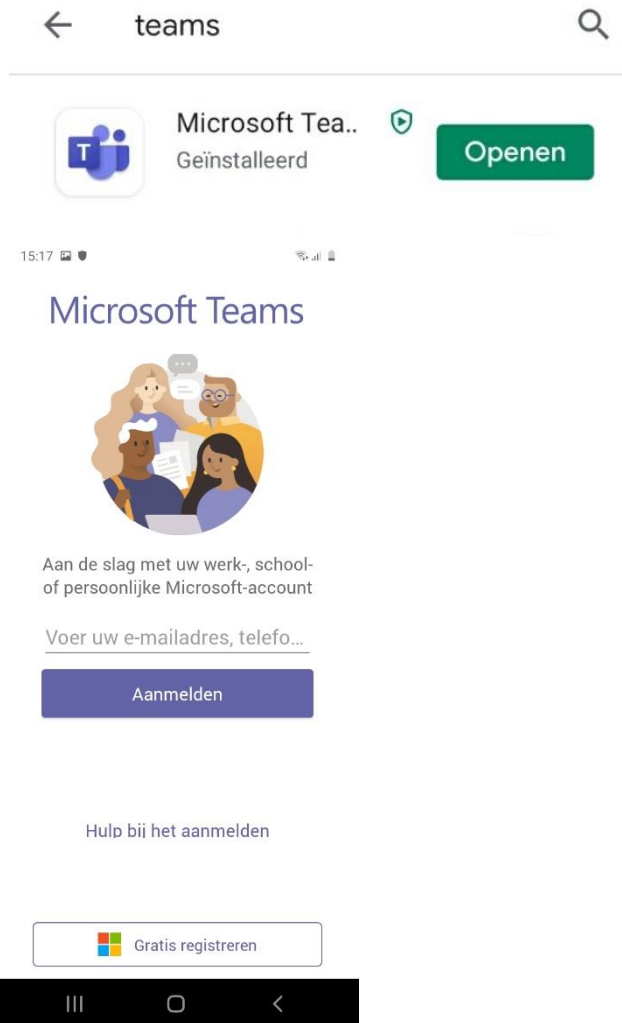 teams
Microsoft Tea..
Geïnstalleerd
Openen
T
15:17
Microsoft Teams
Aan de slag met uw werk-, school-
of persoonlijke Microsoft-account
Voer uw e-mailadres, telefo...
Aanmelden
Hulp bij het aanmelden
Gratis registreren